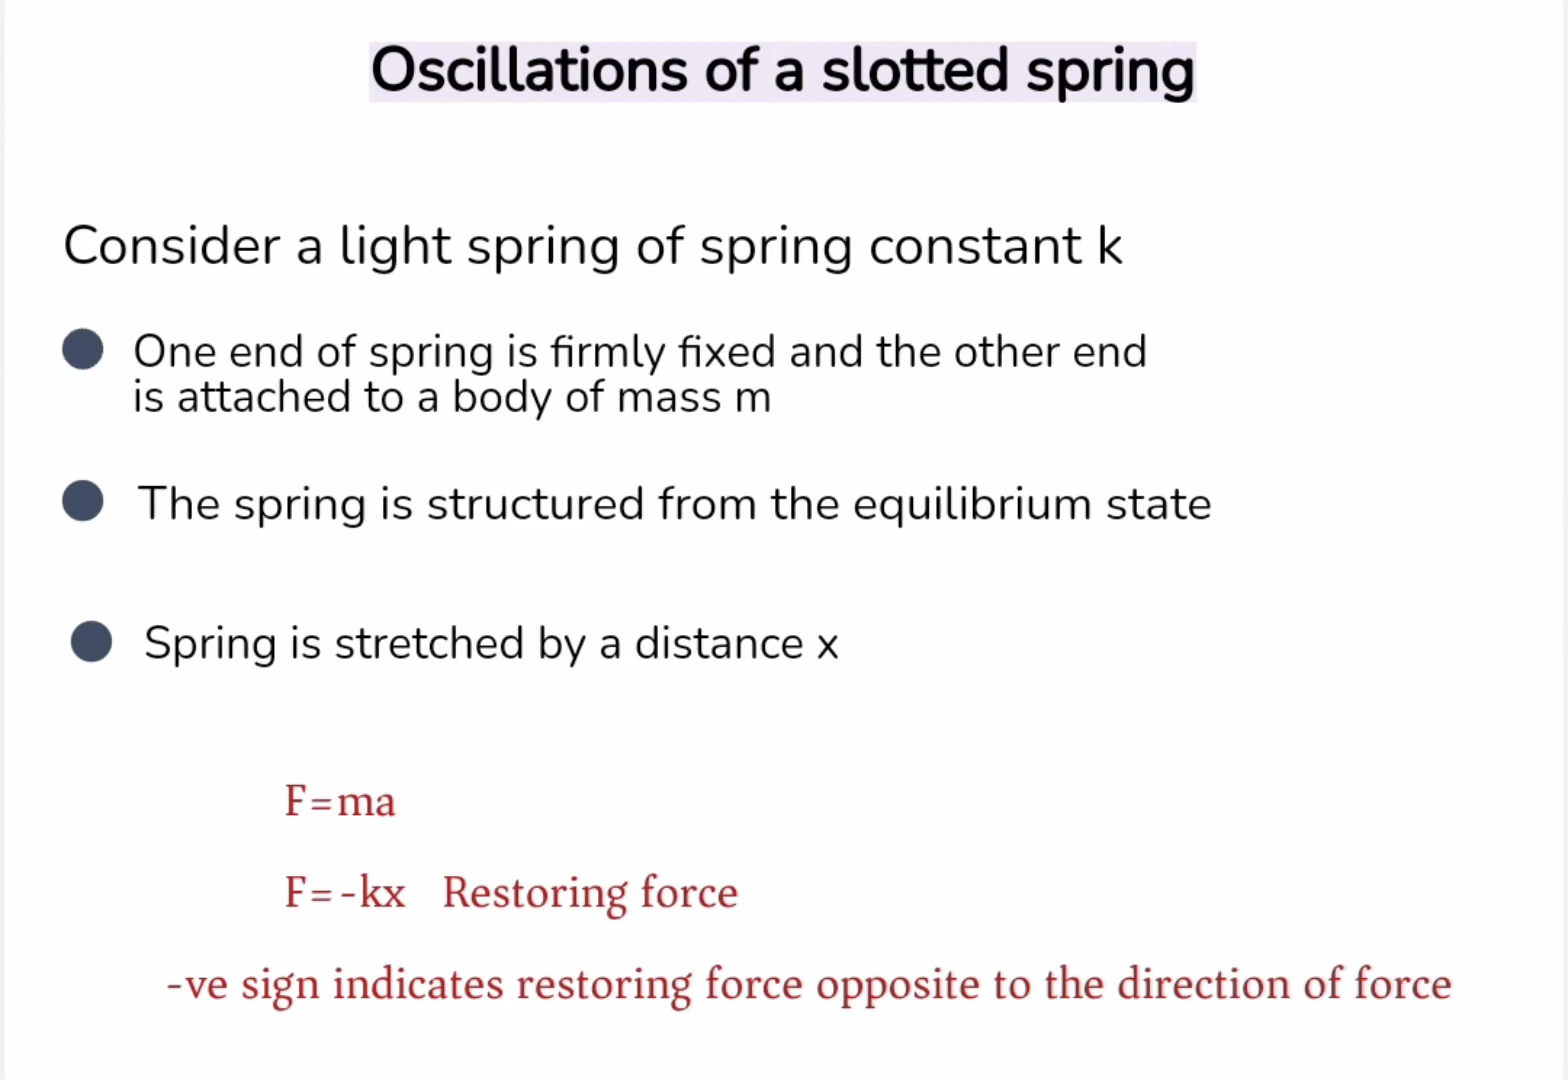 Oscillations of a slotted spring
Consider a light spring of spring constant k
One end of spring is firmly fixed and the other end
is attached to a body of mass m
The spring is structured from the equilibrium state
Spring is stretched by a distance x
F=ma
F=-kx Restoring force
-ve sign indicates restoring force opposite to the direction of force